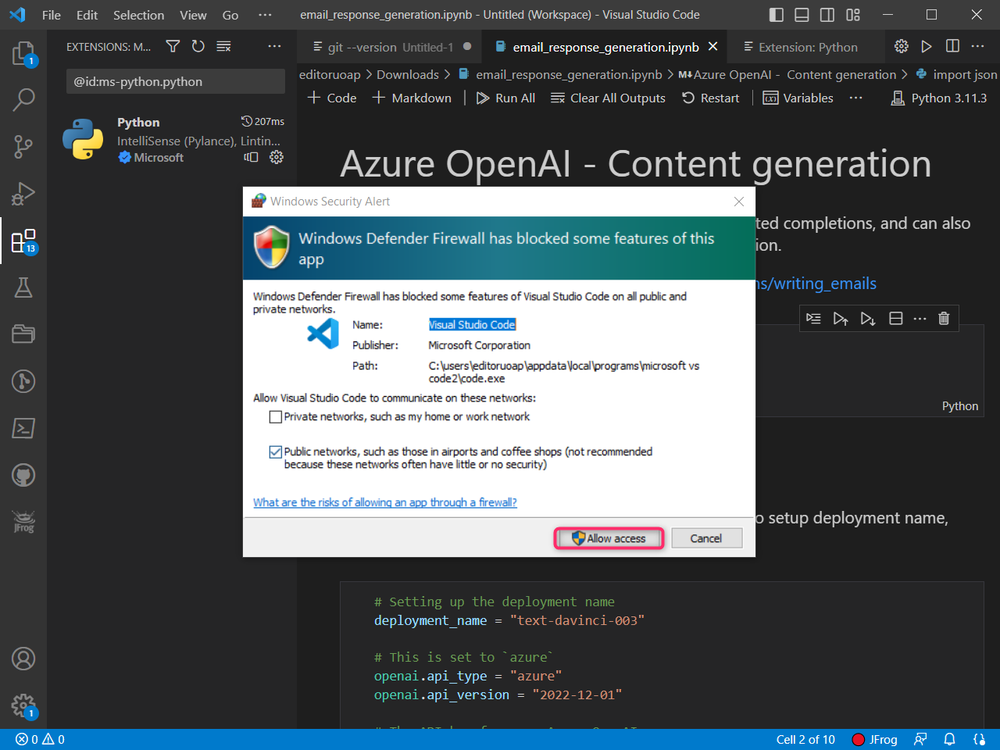 File Edit Selection View Go ··· email_response_generation.ipynb - Untitled (Workspace) - Visual Studio Code
EXTENSIONS: M...
git --version Untitled-1
email_response_generation.ipynb
Extension: Python
@id:ms-python.python
editoruoap > Downloads > email_response_generation.ipynb > M↓Azure OpenAI - Content generation > import json
+ Code + Markdown Run All Clear All Outputs Restart Variables ··· Python 3.11.3
Python 207ms
IntelliSense (Pylance), Lintin...
Microsoft
Azure OpenAI - Content generation
ted completions, and can also
ion.
ns/writing_emails
Python
o setup deployment name,
Windows Security Alert
Windows Defender Firewall has blocked some features of this
app
Windows Defender Firewall has blocked some features of Visual Studio Code on all public and
private networks.
Name: Visual Studio Code
Publisher: Microsoft Corporation
Path: C:\users\editoruoap\appdata\local\programs\microsoft vs
code2\code.exe
Allow Visual Studio Code to communicate on these networks:
Private networks, such as my home or work network
Public networks, such as those in airports and coffee shops (not recommended
because these networks often have little or no security)
What are the risks of allowing an app through a firewall?
Allow access Cancel
# Setting up the deployment name
deployment_name = "text-davinci-003"
# This is set to `azure`
openai.api_type = "azure"
openai.api_version = "2022-12-01"
1
13
JFrog
1
0 0 Cell 2 of 10 JFrog